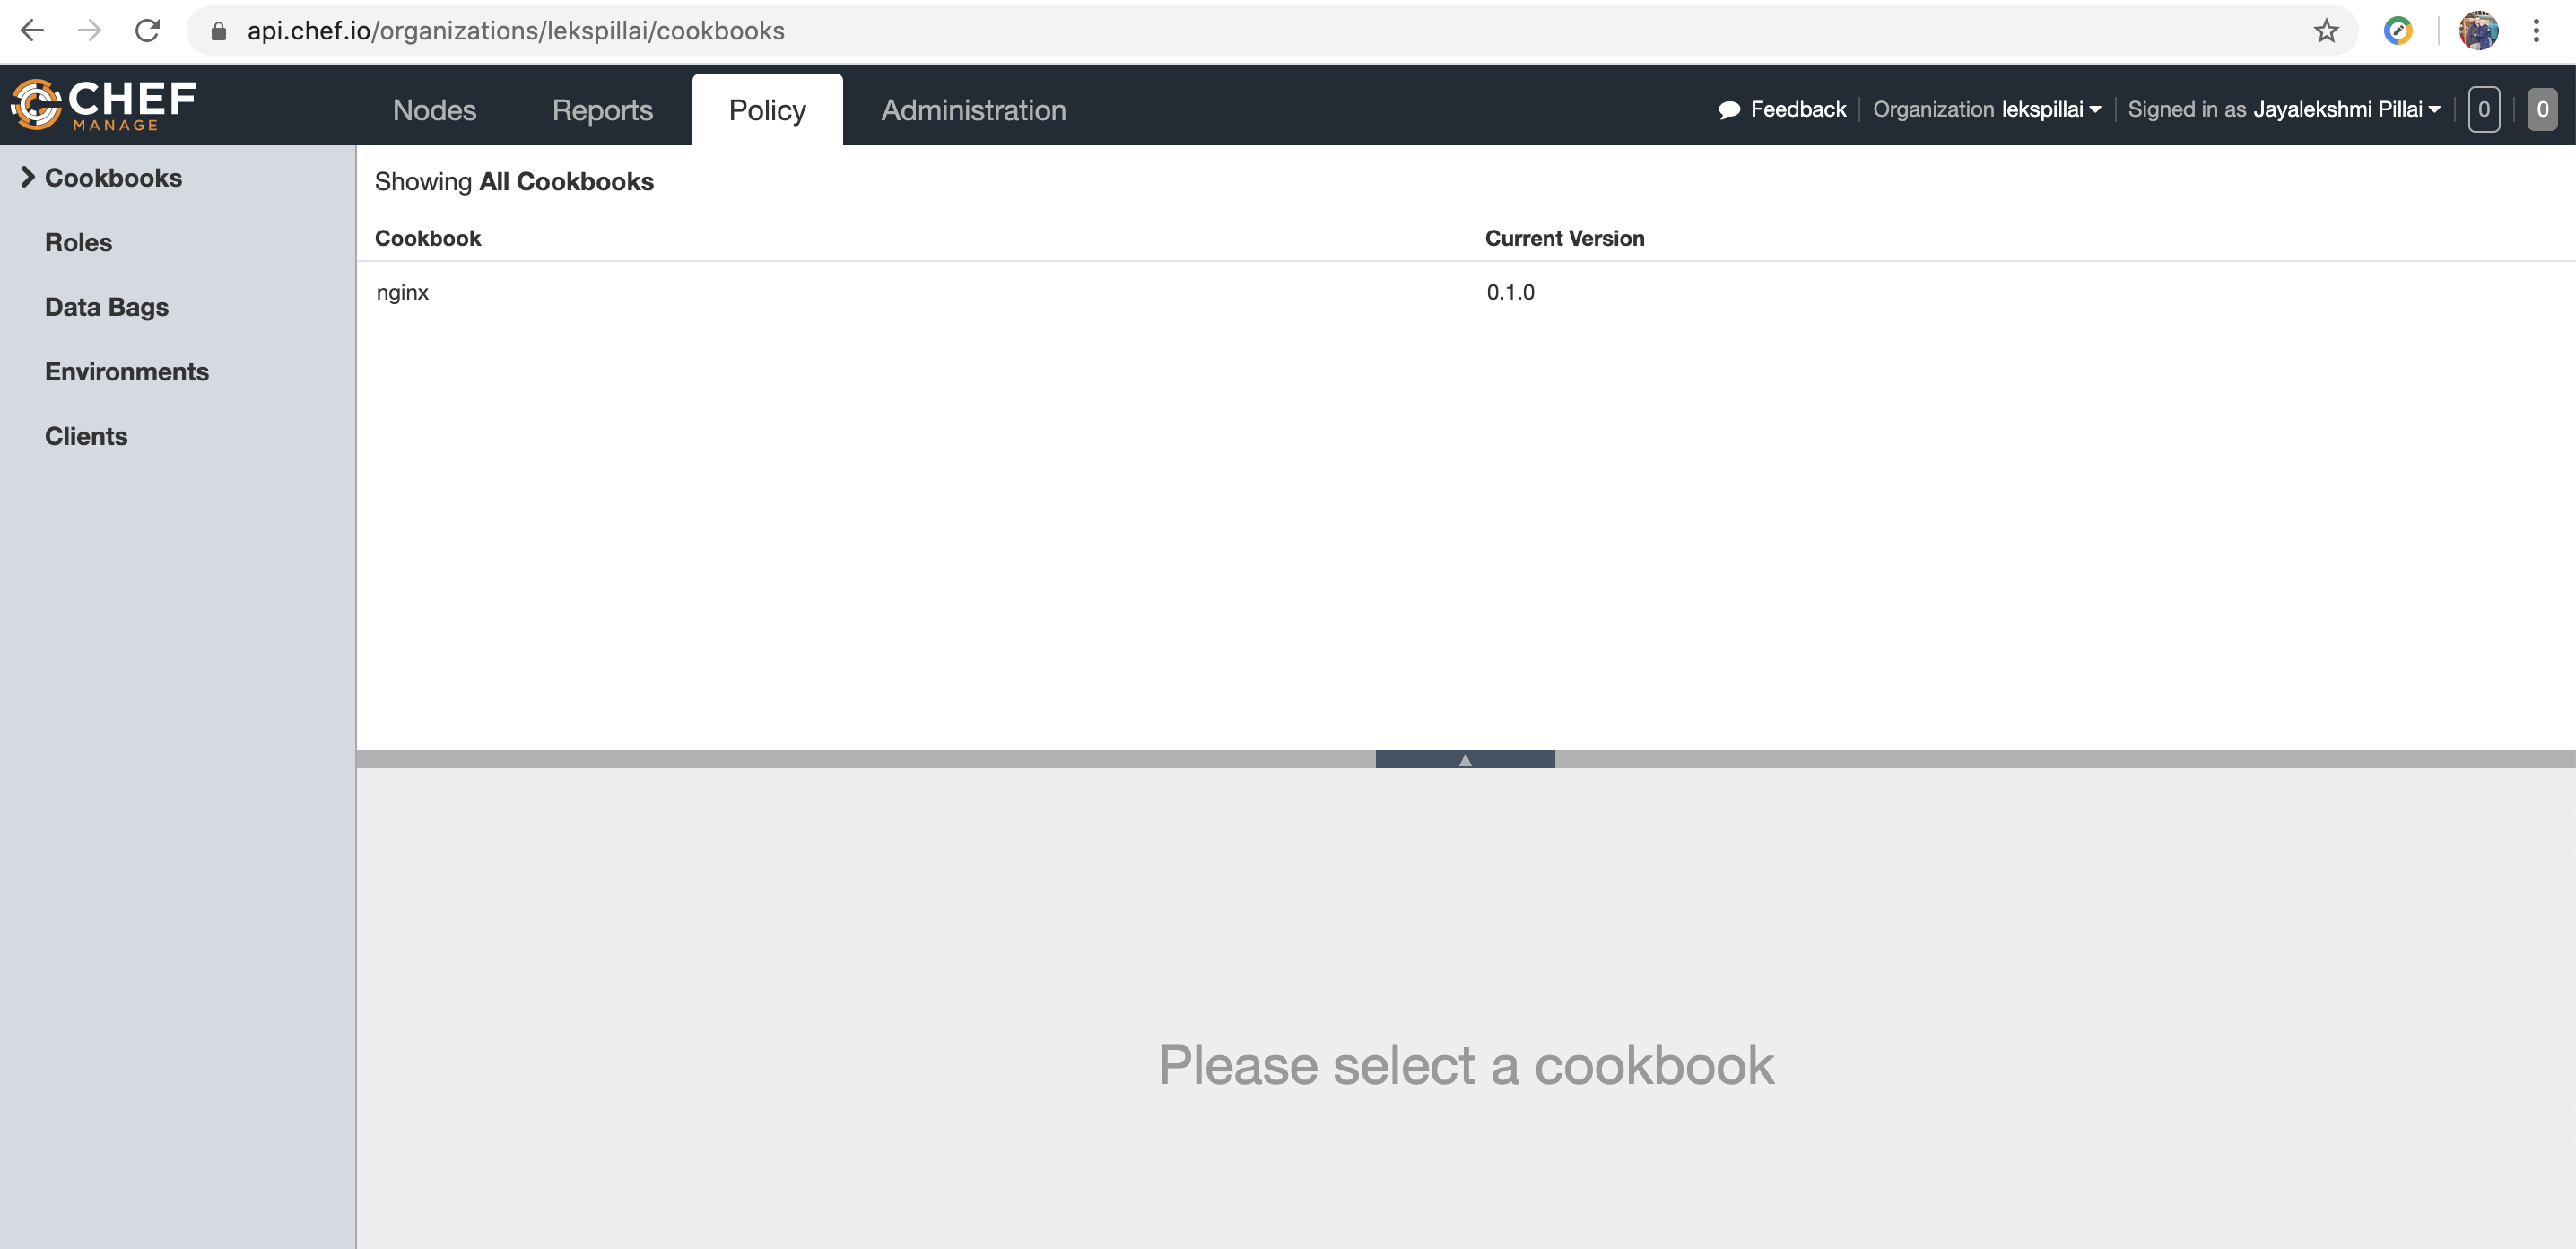 api.chef.io/organizations/lekspillai/cookbooks
CHEF
MANAGE
Nodes Reports Policy Administration Feedback Organization lekspillai Signed in as Jayalekshmi Pillai 0 0
Cookbooks
Roles
Data Bags
Environments
Clients
Showing All Cookbooks
Cookbook Current Version
nginx 0.1.0
Please select a cookbook